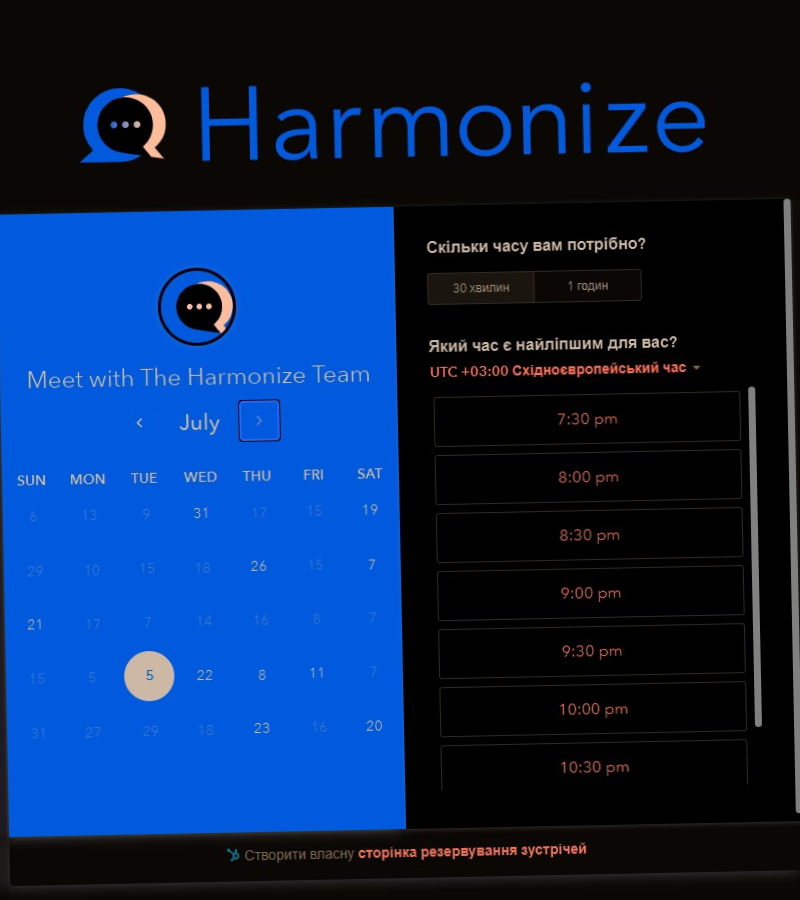 Harmonize
Meet with The Harmonize Team
July
SUN MON TUE WED THU FRI SAT
6 13 9 31 17 15 19
29 10 15 18 26 15 7
21 17 7 14 16 8 7
15 5 5 22 8 11 7
31 27 29 18 23 16 20
Скільки часу вам потрібно?
30 хвилин 1 годин
Який час є найліпшим для вас?
UTC +03:00 Східноєвропейський час
7:30 pm
8:00 pm
8:30 pm
9:00 pm
9:30 pm
10:00 pm
10:30 pm
Створити власну сторінка резервування зустрічей